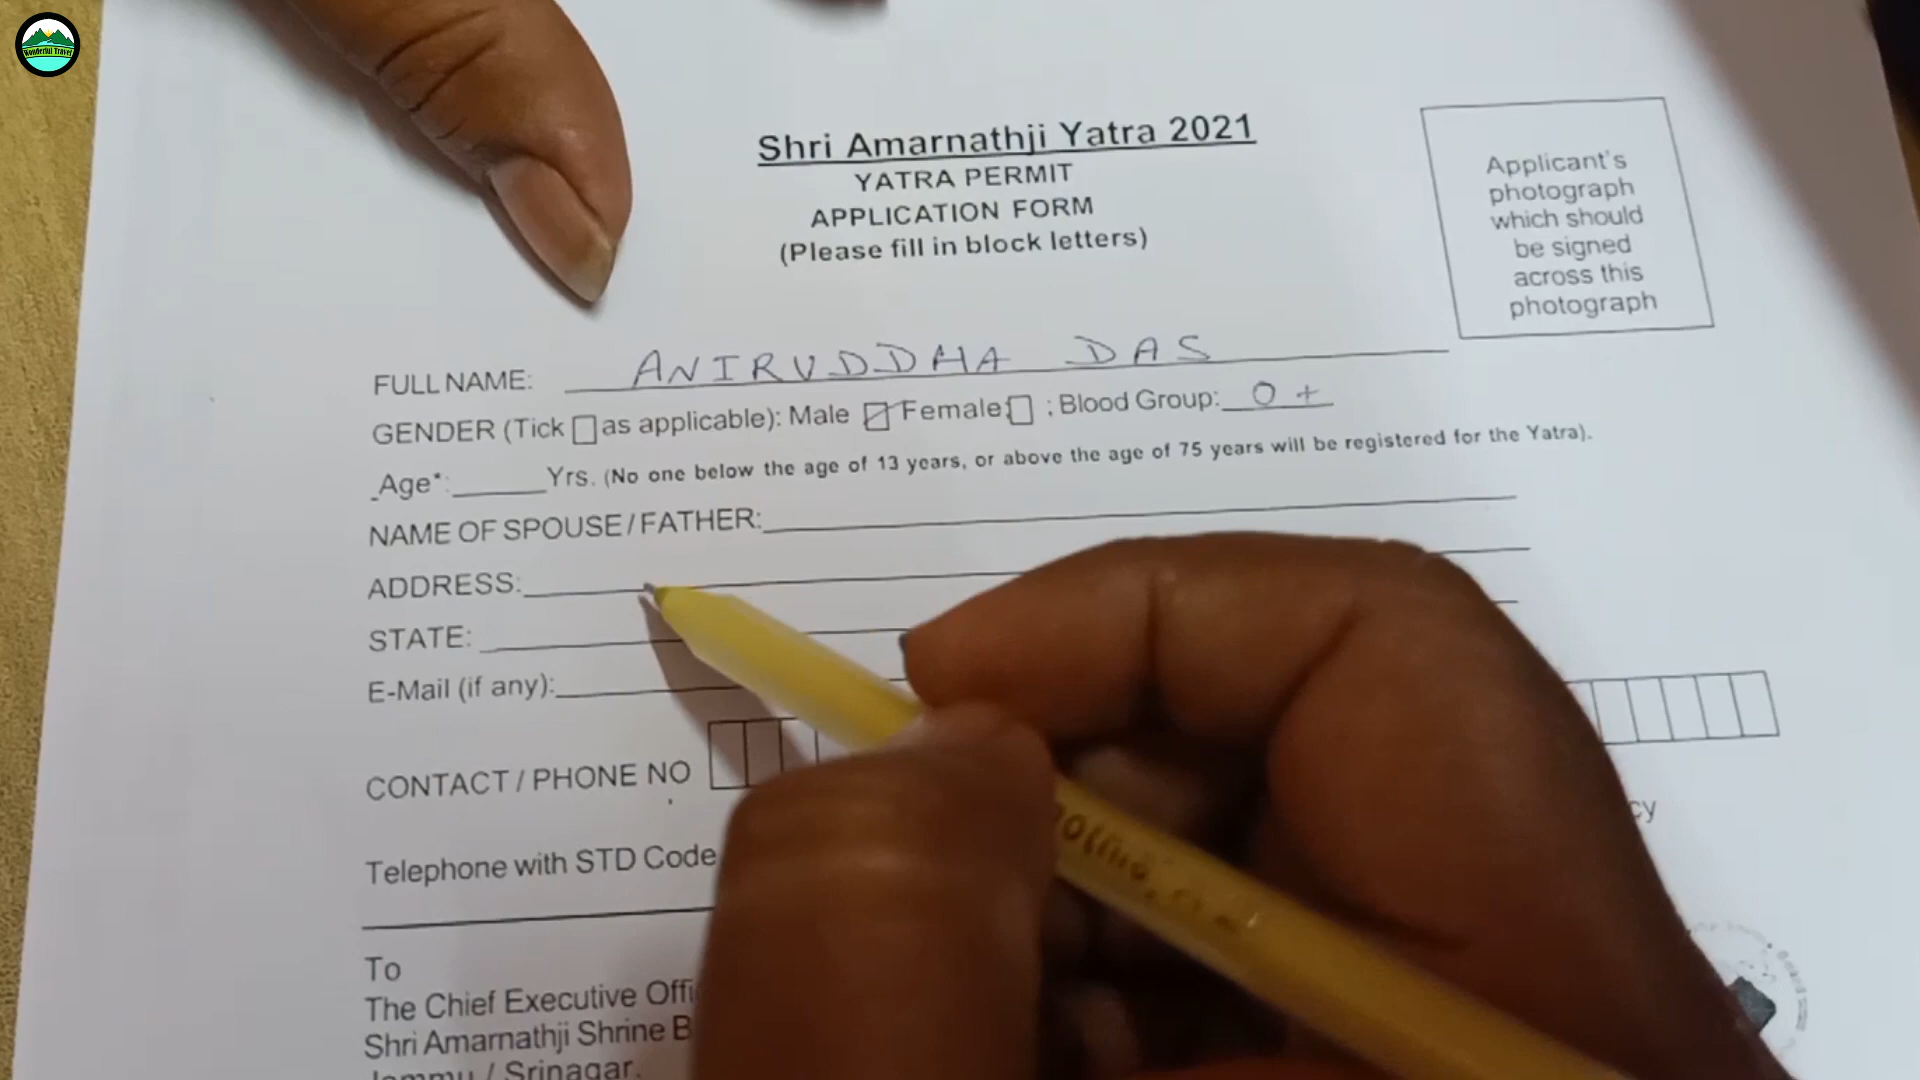 Wonderful Travel
Shri Amarnathji Yatra 2021
YATRA PERMIT
APPLICATION FORM
(Please fill in block letters)
Applicant's
photograph
which should
be signed
across this
photograph
FULL NAME: ANIRUDDHA DAS
GENDER (Tick as applicable): Male Female: ; Blood Group: O +
Age*: Yrs. (No one below the age of 13 years, or above the age of 75 years will be registered for the Yatra).
NAME OF SPOUSE / FATHER:
ADDRESS:
STATE:
E-Mail (if any):
CONTACT / PHONE NO
Telephone with STD Code
To
The Chief Executive Offi
Shri Amarnathji Shrine B
Jammu / Srinagar.